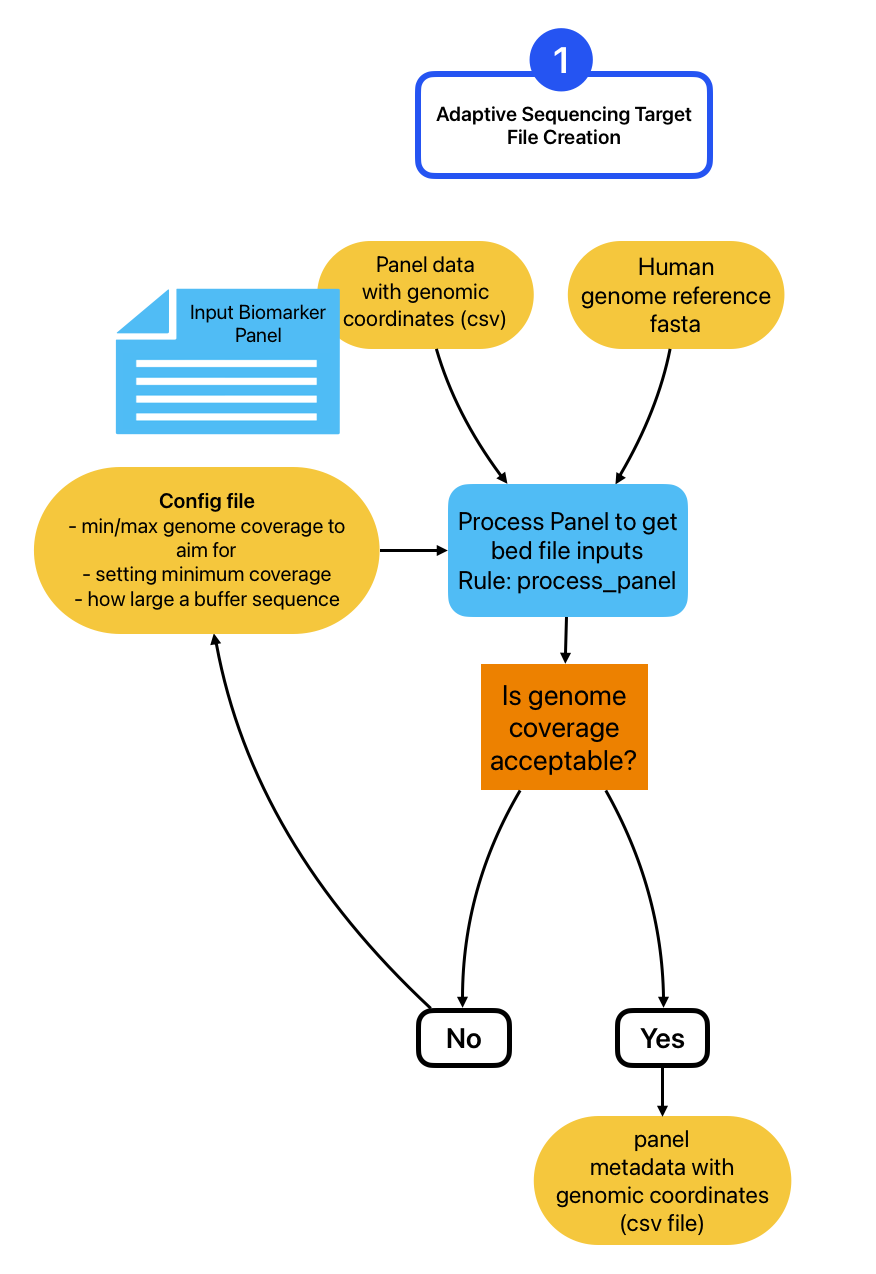 1
Adaptive Sequencing Target
File Creation
Panel data
with genomic
coordinates (csv)
Human
genome reference
fasta
Input Biomarker
Panel
Config file
- min/max genome coverage to
aim for
- setting minimum coverage
- how large a buffer sequence
Process Panel to get
bed file inputs
Rule: process_panel
Is genome
coverage
acceptable?
No
Yes
panel
metadata with
genomic coordinates
(csv file)